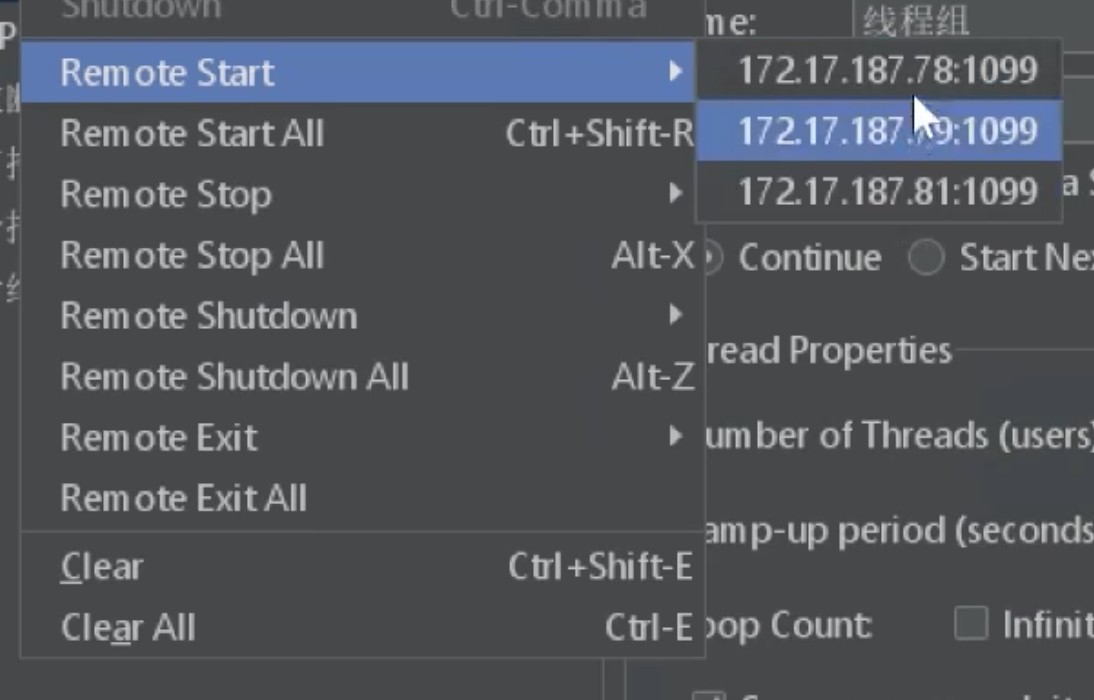 Shutdown Ctrl-Comma
me: 线程组
Remote Start 172.17.187.78:1099
Remote Start All Ctrl+Shift-R 172.17.187.79:1099
Remote Stop 172.17.187.81:1099
Remote Stop All Alt-X Continue Start Nex
Remote Shutdown
read Properties
Remote Shutdown All Alt-Z
Remote Exit umber of Threads (users)
Remote Exit All
amp-up period (seconds
Clear Ctrl+Shift-E
Clear All Ctrl-E oop Count: Infinit